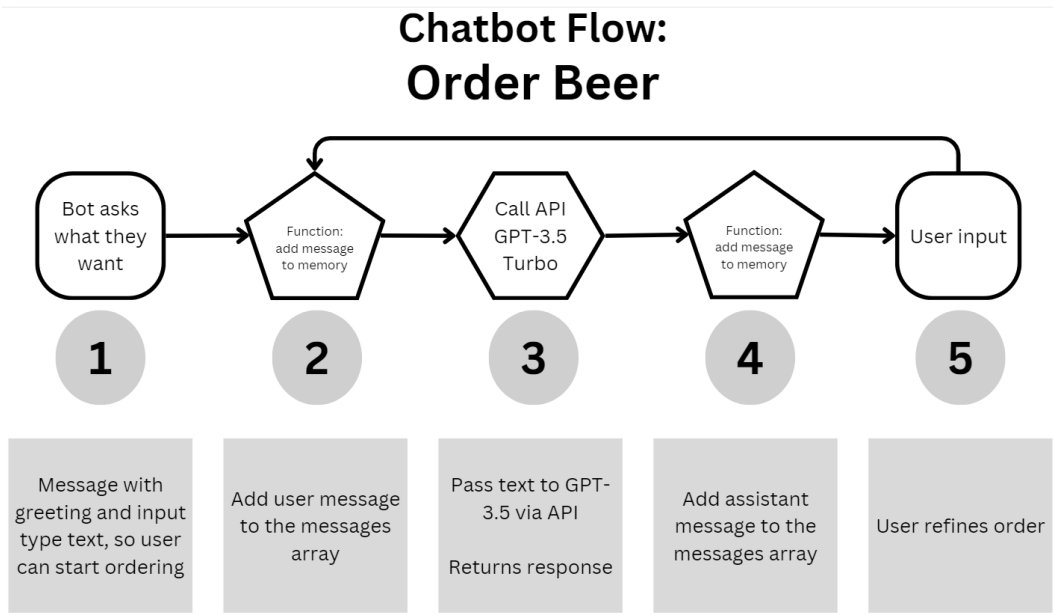 Chatbot Flow:
Order Beer
Bot asks
what they
want
Function:
add message
to memory
Call API
GPT-3.5
Turbo
Function:
add message
to memory
User input
1
2
3
4
5
Message with
greeting and input
type text, so user
can start ordering
Add user message
to the messages
array
Pass text to GPT-
3.5 via API
Returns response
Add assistant
message to the
messages array
User refines order